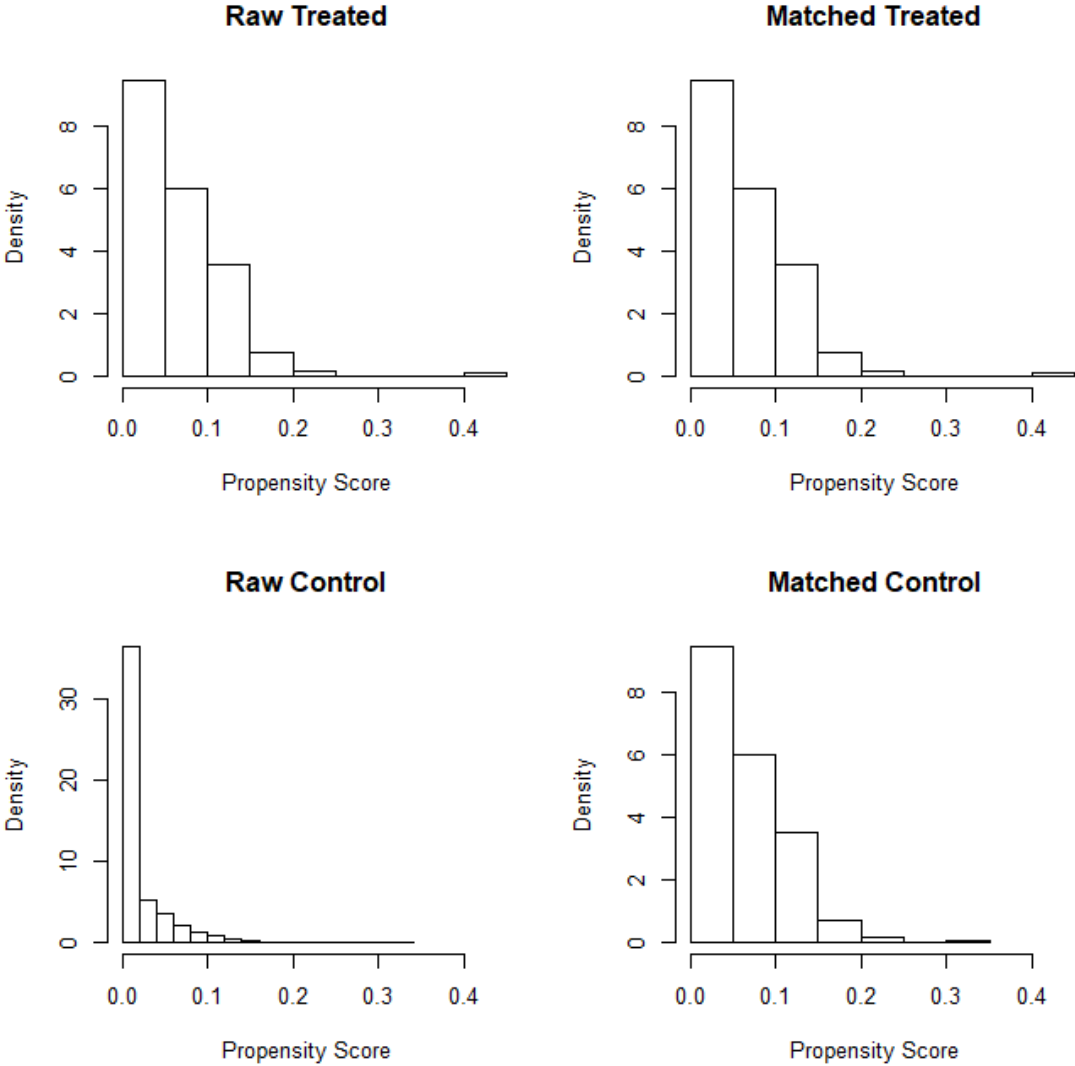 Raw Treated
Density
0 2 4 6 8
0.0 0.1 0.2 0.3 0.4
Propensity Score
Matched Treated
Density
0 2 4 6 8
0.0 0.1 0.2 0.3 0.4
Propensity Score
Raw Control
Density
0 10 20 30
0.0 0.1 0.2 0.3 0.4
Propensity Score
Matched Control
Density
0 2 4 6 8
0.0 0.1 0.2 0.3 0.4
Propensity Score